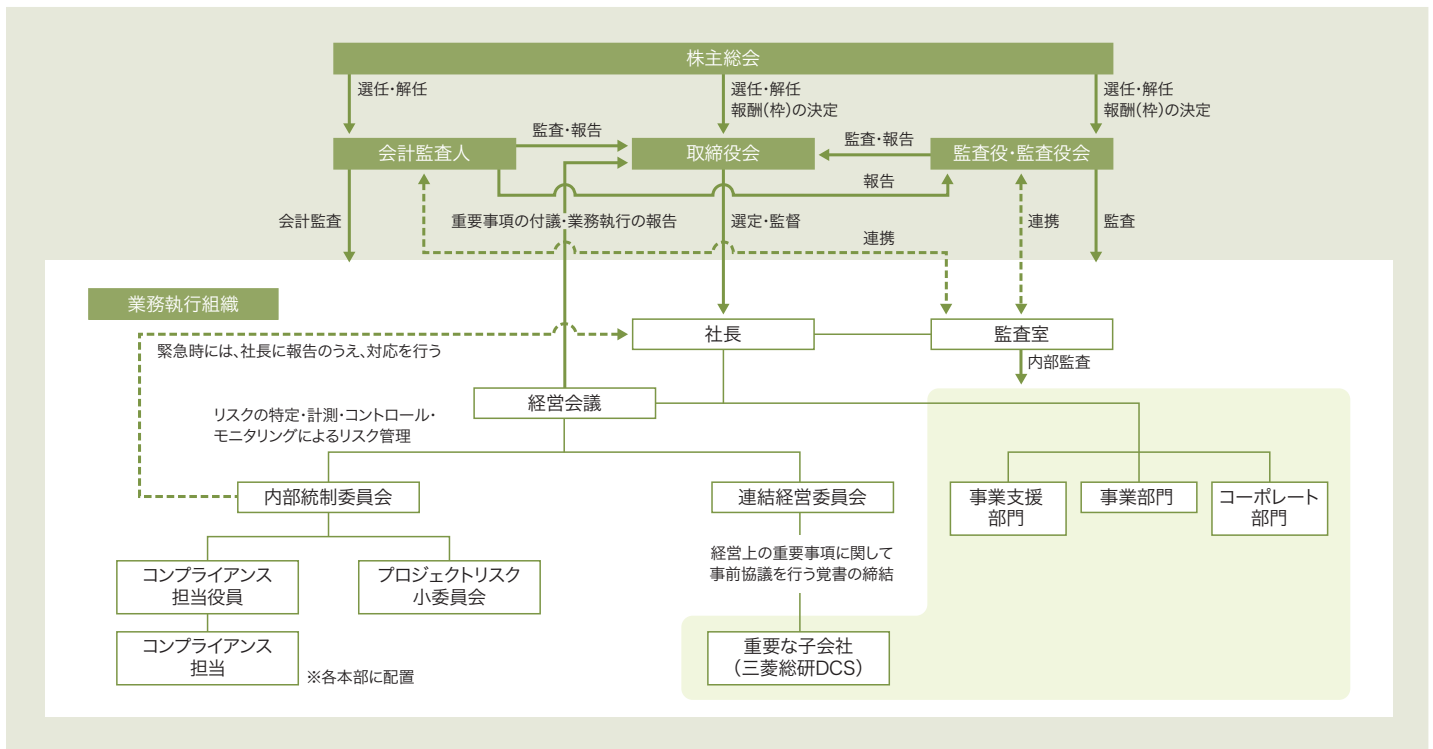 株主総会
選任・解任
選任・解任
報酬(枠)の決定
選任・解任
報酬(枠)の決定
会計監査人
監査・報告
取締役会
監査・報告
監査役・監査役会
報告
会計監査
重要事項の付議・業務執行の報告
選定・監督
連携
連携
監査
業務執行組織
社長
監査室
緊急時には、社長に報告のうえ、対応を行う
内部監査
経営会議
リスクの特定・計測・コントロール・
モニタリングによるリスク管理
内部統制委員会
連結経営委員会
事業支援
部門
事業部門
コーポレート
部門
経営上の重要事項に関して
事前協議を行う覚書の締結
コンプライアンス
担当役員
プロジェクトリスク
小委員会
コンプライアンス
担当
※各本部に配置
重要な子会社
（三菱総研DCS）